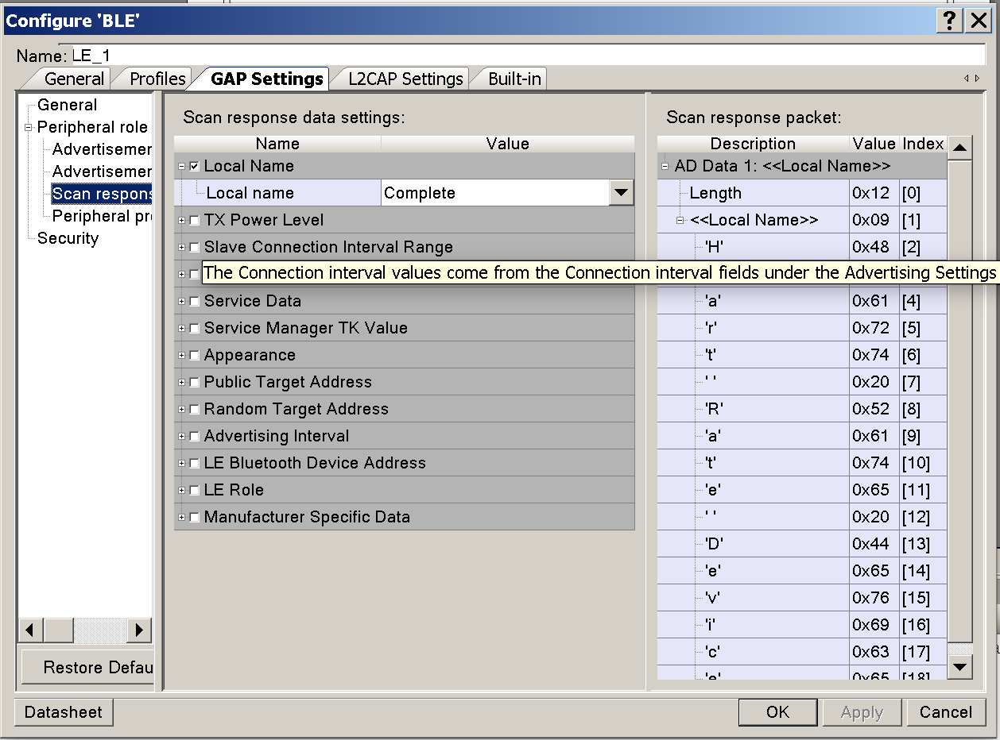 Configure 'BLE'
Name: LE_1
General Profiles GAP Settings L2CAP Settings Built-in
General
Peripheral role
Advertisemer
Advertisemer
Scan respons
Peripheral pr
Security
Restore Defau
Scan response data settings:
Name Value
Local Name
Local name Complete
TX Power Level
Slave Connection Interval Range
The Connection interval values come from the Connection interval fields under the Advertising Settings
Service Data
Service Manager TK Value
Appearance
Public Target Address
Random Target Address
Advertising Interval
LE Bluetooth Device Address
LE Role
Manufacturer Specific Data
Scan response packet:
Description Value Index
AD Data 1: <<Local Name>>
Length 0x12 [0]
<<Local Name>> 0x09 [1]
'H' 0x48 [2]
'a' 0x61 [4]
'r' 0x72 [5]
't' 0x74 [6]
' ' 0x20 [7]
'R' 0x52 [8]
'a' 0x61 [9]
't' 0x74 [10]
'e' 0x65 [11]
' ' 0x20 [12]
'D' 0x44 [13]
'e' 0x65 [14]
'v' 0x76 [15]
'i' 0x69 [16]
'c' 0x63 [17]
'e' 0x65 [18]
Datasheet OK Apply Cancel